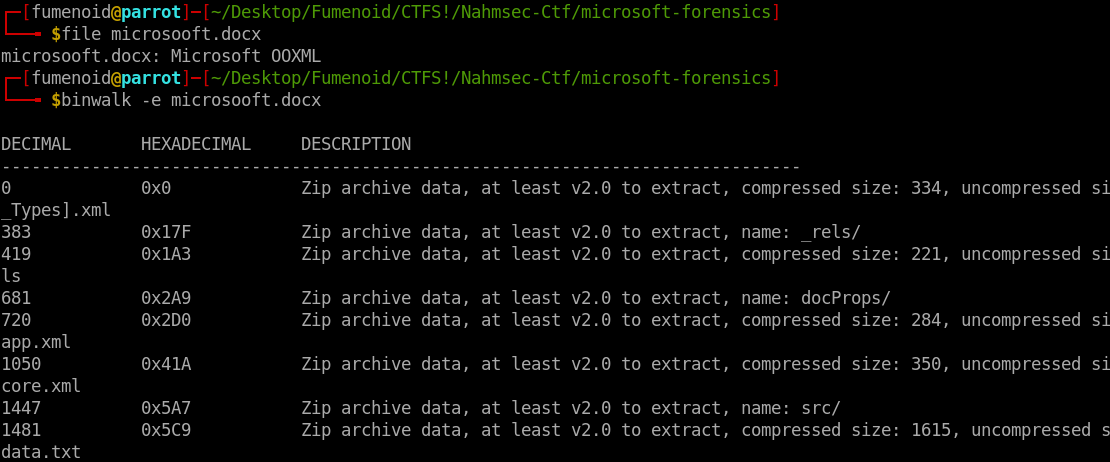 ┌─[fumenoid@parrot]─[~/Desktop/Fumenoid/CTFS!/Nahmsec-Ctf/microsoft-forensics]
└──╼ $file microsooft.docx
microsooft.docx: Microsoft OOXML
┌─[fumenoid@parrot]─[~/Desktop/Fumenoid/CTFS!/Nahmsec-Ctf/microsoft-forensics]
└──╼ $binwalk -e microsooft.docx
DECIMAL       HEXADECIMAL     DESCRIPTION
--------------------------------------------------------------------------------
0             0x0             Zip archive data, at least v2.0 to extract, compressed size: 334, uncompressed si
_Types].xml
383           0x17F           Zip archive data, at least v2.0 to extract, name: _rels/
419           0x1A3           Zip archive data, at least v2.0 to extract, compressed size: 221, uncompressed si
ls
681           0x2A9           Zip archive data, at least v2.0 to extract, name: docProps/
720           0x2D0           Zip archive data, at least v2.0 to extract, compressed size: 284, uncompressed si
app.xml
1050          0x41A           Zip archive data, at least v2.0 to extract, compressed size: 350, uncompressed si
core.xml
1447          0x5A7           Zip archive data, at least v2.0 to extract, name: src/
1481          0x5C9           Zip archive data, at least v2.0 to extract, compressed size: 1615, uncompressed s
data.txt